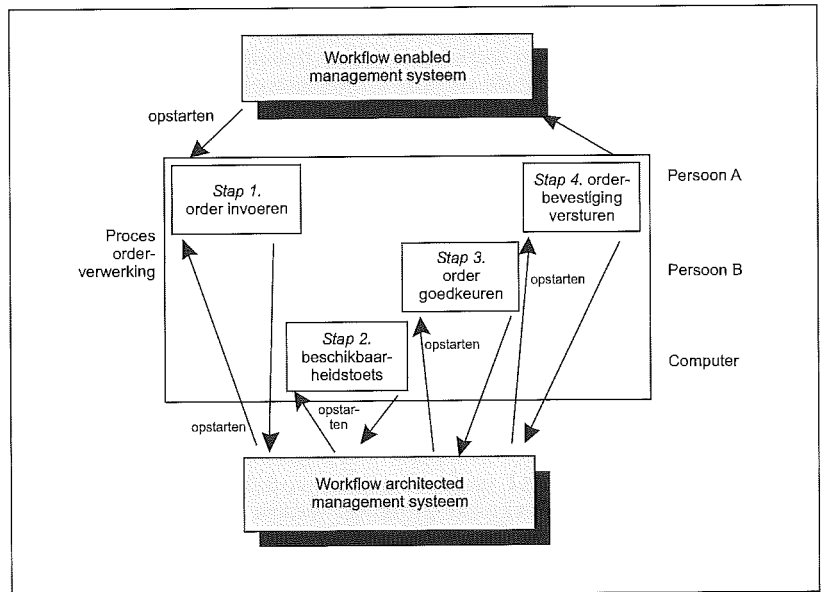 Workflow enabled
management systeem
opstarten
Stap 1.
order invoeren
Stap 4. order-
bevestiging
versturen
Persoon A
Proces
order-
verwerking
Stap 3.
order
goedkeuren
opstarten
Persoon B
Stap 2.
beschikbaar-
heidstoets
opstarten
Computer
opstarten
opstar-
ten
Workflow architected
management systeem